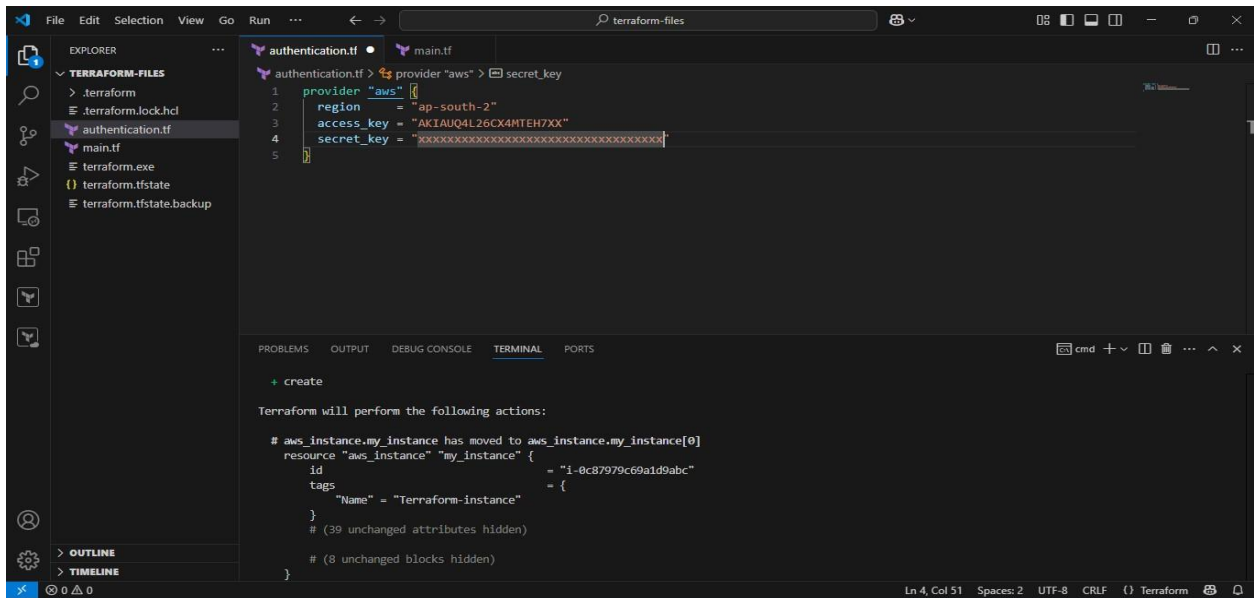 File Edit Selection View Go Run ··· terraform-files
EXPLORER ···
TERRAFORM-FILES
.terraform
.terraform.lock.hcl
authentication.tf
main.tf
terraform.exe
{} terraform.tfstate
terraform.tfstate.backup
OUTLINE
TIMELINE
authentication.tf ● main.tf
authentication.tf > provider "aws" > secret_key
1 provider "aws" {
2 region = "ap-south-2"
3 access_key = "AKIAUQ4L26CX4MTEH7XX"
4 secret_key = "xxxxxxxxxxxxxxxxxxxxxxxxxxxxxxxxxx"
5 }
PROBLEMS OUTPUT DEBUG CONSOLE TERMINAL PORTS cmd
+ create
Terraform will perform the following actions:
# aws_instance.my_instance has moved to aws_instance.my_instance[0]
resource "aws_instance" "my_instance" {
id = "i-0c87979c69a1d9abc"
tags = {
"Name" = "Terraform-instance"
}
# (39 unchanged attributes hidden)
# (8 unchanged blocks hidden)
}
0 0 Ln 4, Col 51 Spaces: 2 UTF-8 CRLF {} Terraform